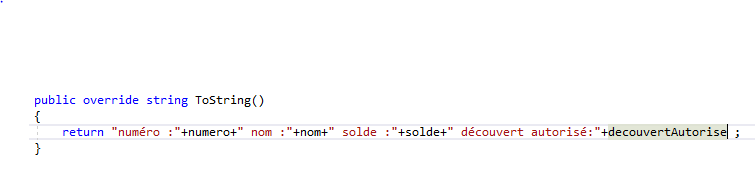 public override string ToString()
{
return "numéro :"+numero+" nom :"+nom+" solde :"+solde+" découvert autorisé:"+decouvertAutorise ;
}